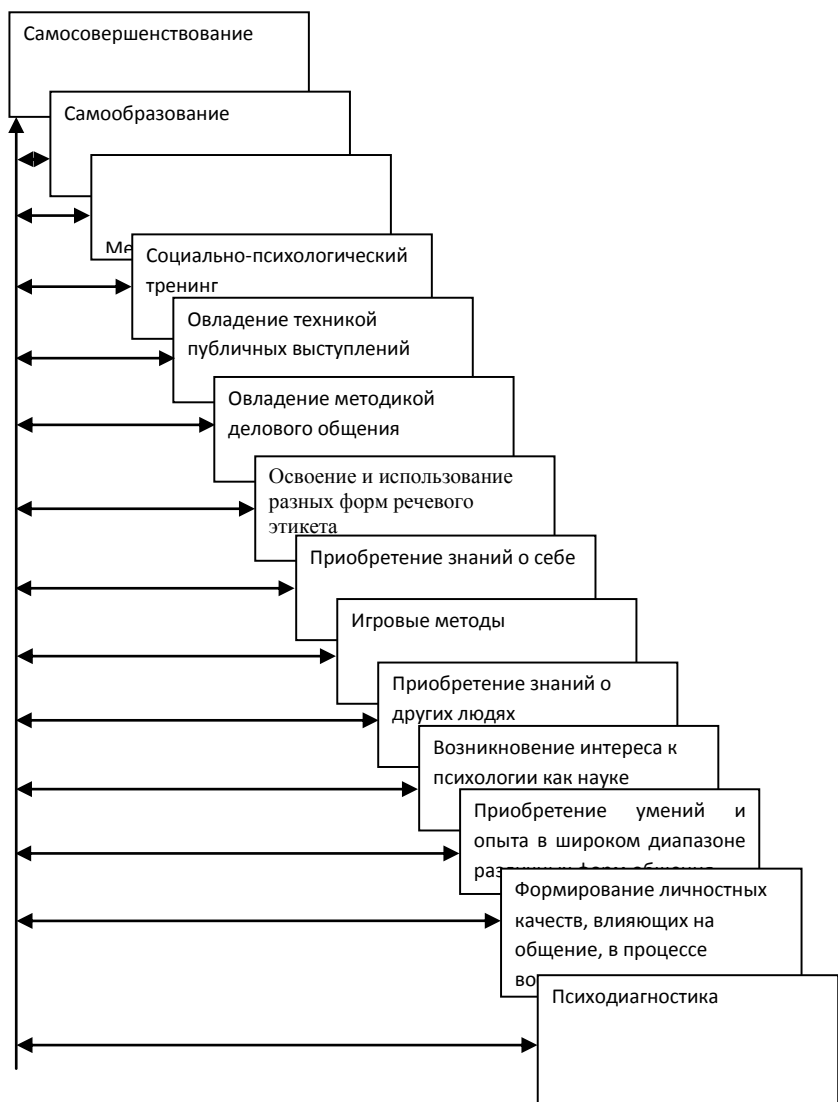 Самосовершенствование
Самообразование
Социально-психологический
тренинг
Овладение техникой
публичных выступлений
Овладение методикой
делового общения
Освоение и использование
разных форм речевого
этикета
Приобретение знаний о себе
Игровые методы
Приобретение знаний о
других людях
Возникновение интереса к
психологии как науке
Приобретение умений и
опыта в широком диапазоне
Формирование личностных
качеств, влияющих на
общение, в процессе
Психодиагностика